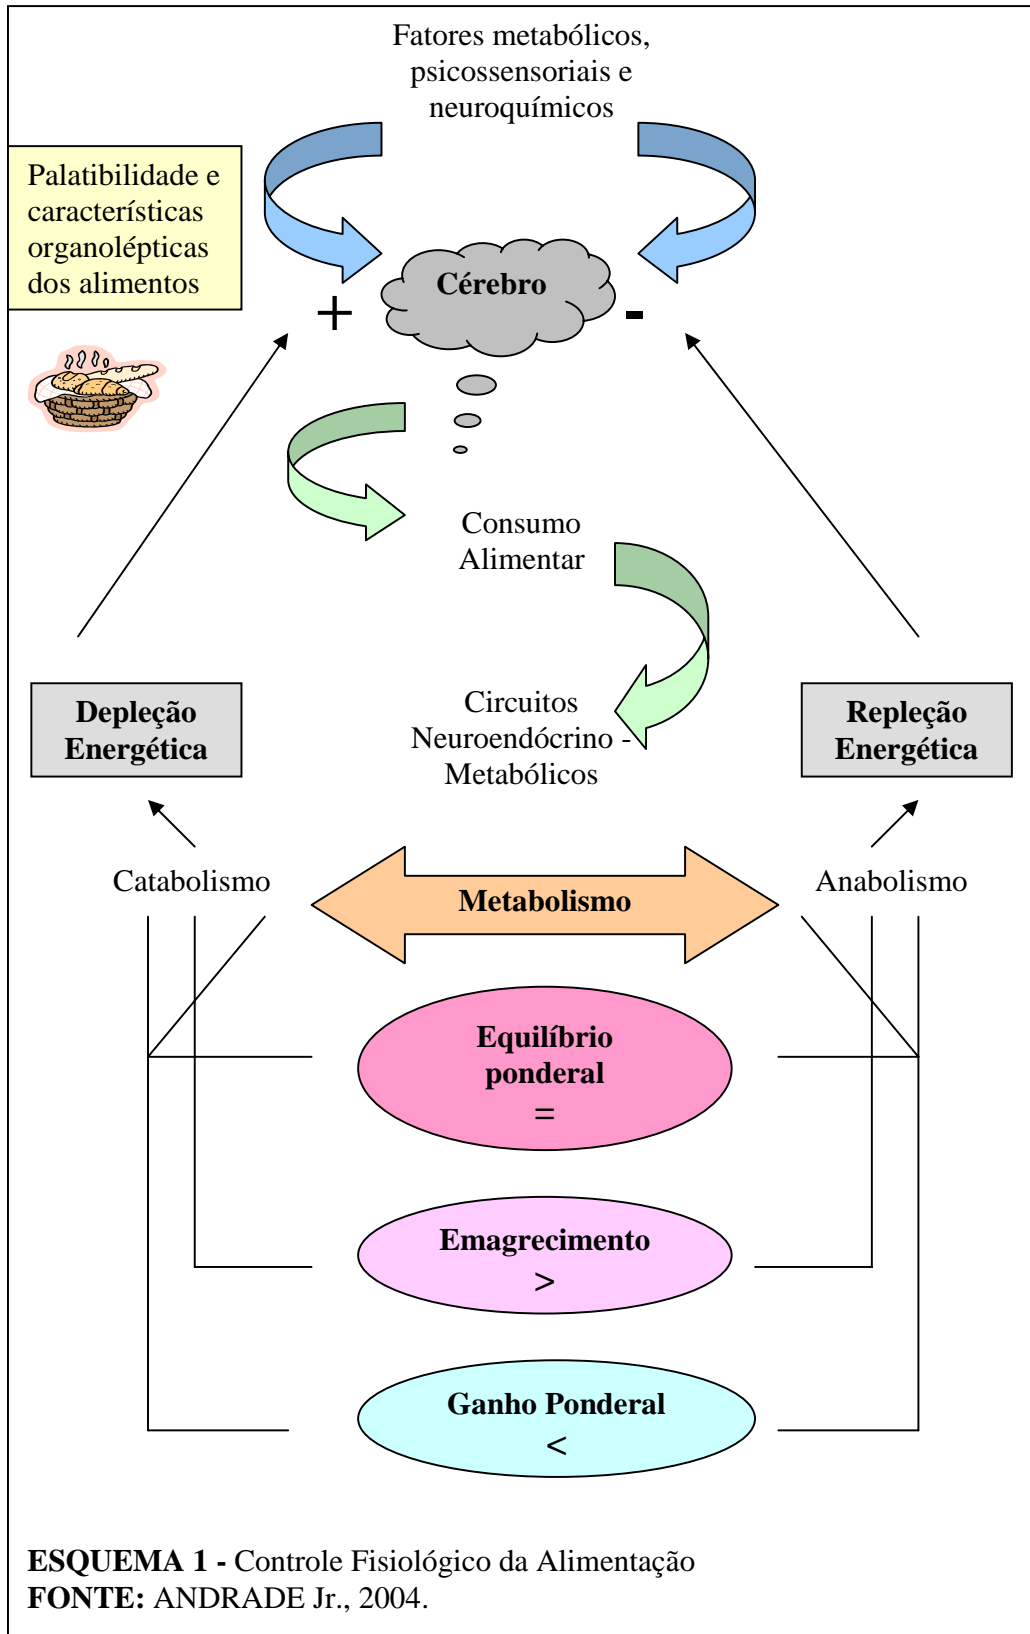 Fatores metabólicos,
psicossensoriais e
neuroquímicos
Palatibilidade e
características
organolépticas
dos alimentos
Cérebro
+
-
Consumo
Alimentar
Depleção
Energética
Circuitos
Neuroendócrino -
Metabólicos
Repleção
Energética
Catabolismo
Metabolismo
Anabolismo
Equilíbrio
ponderal
=
Emagrecimento
>
Ganho Ponderal
<
ESQUEMA 1 - Controle Fisiológico da Alimentação
FONTE: ANDRADE Jr., 2004.